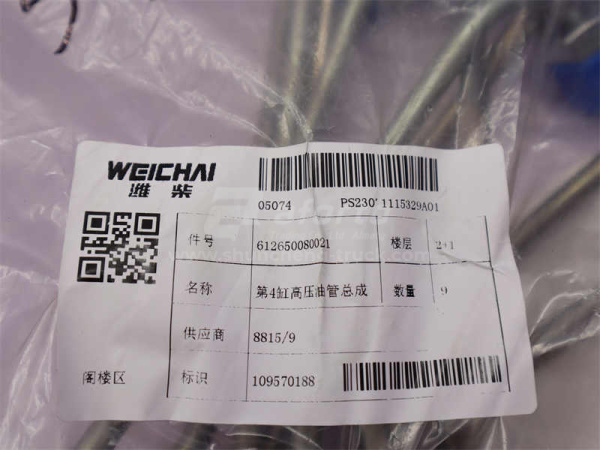 WEICHAI
潍柴
05074 PS230 1115329A01
件号 612650080021 楼层 2-1
名称 第4缸高压油管总成 数量 9
供应商 8815/9
阁楼区 标识 109570188